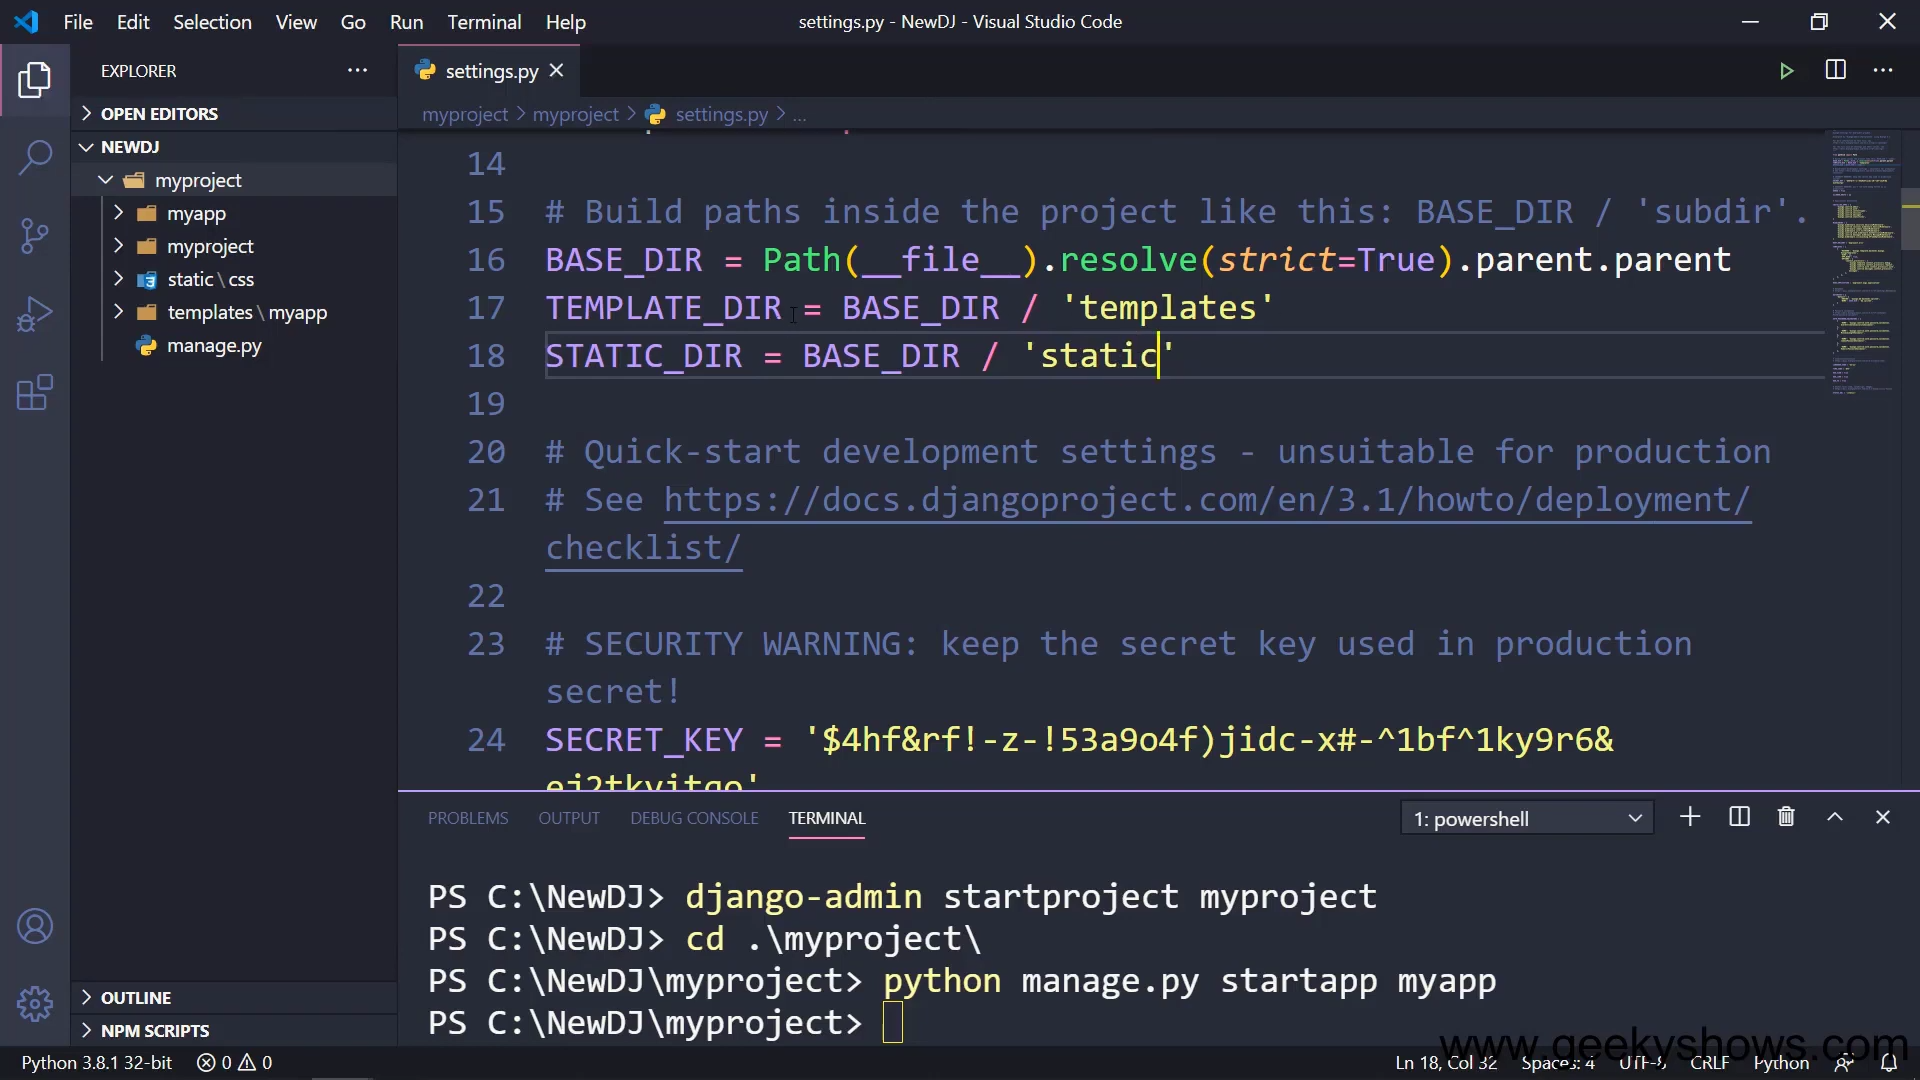 File Edit Selection View Go Run Terminal Help
settings.py - NewDJ - Visual Studio Code
EXPLORER
OPEN EDITORS
NEWDJ
myproject
myapp
myproject
static\css
templates\myapp
manage.py
OUTLINE
NPM SCRIPTS
settings.py
myproject > myproject > settings.py > ...
14
15 # Build paths inside the project like this: BASE_DIR / 'subdir'.
16 BASE_DIR = Path(__file__).resolve(strict=True).parent.parent
17 TEMPLATE_DIR = BASE_DIR / 'templates'
18 STATIC_DIR = BASE_DIR / 'static'
19
20 # Quick-start development settings - unsuitable for production
21 # See https://docs.djangoproject.com/en/3.1/howto/deployment/
checklist/
22
23 # SECURITY WARNING: keep the secret key used in production
secret!
24 SECRET_KEY = '$4hf&rf!-z-!53a9o4f)jidc-x#-^1bf^1ky9r6&
PROBLEMS OUTPUT DEBUG CONSOLE TERMINAL
1: powershell
PS C:\NewDJ> django-admin startproject myproject
PS C:\NewDJ> cd .\myproject\
PS C:\NewDJ\myproject> python manage.py startapp myapp
PS C:\NewDJ\myproject>
www.geekyshows.com
Python 3.8.1 32-bit 0 0
Ln 18, Col 32 Spaces: 4 UTF-8 CRLF Python